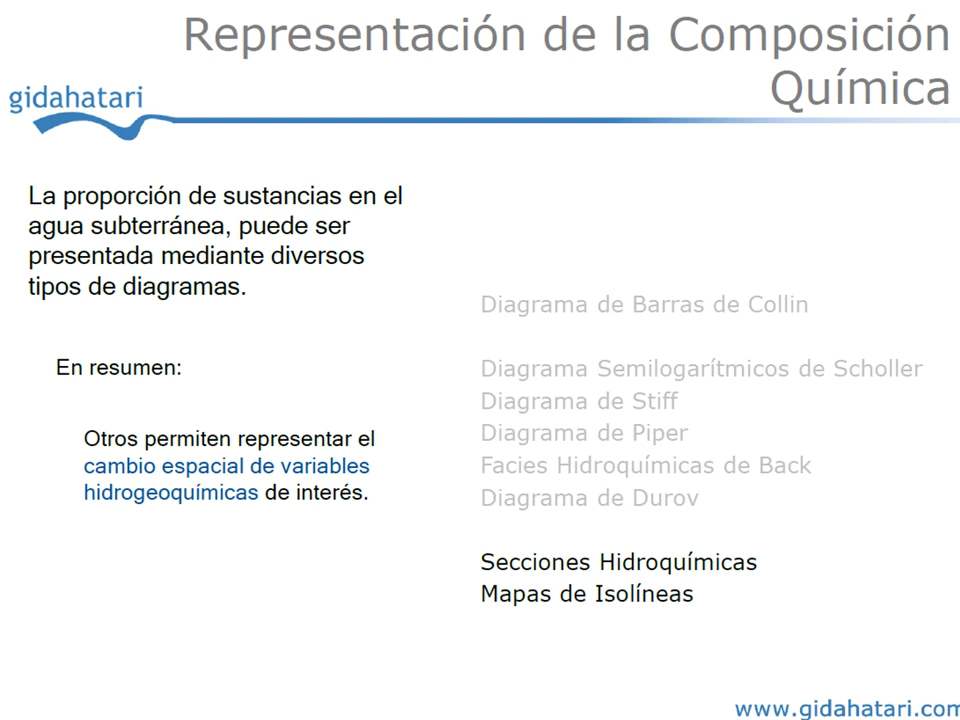 Representación de la Composición
Química
gidahatari
La proporción de sustancias en el
agua subterránea, puede ser
presentada mediante diversos
tipos de diagramas.
En resumen:
Otros permiten representar el
cambio espacial de variables
hidrogeoquímicas de interés.
Diagrama de Barras de Collin
Diagrama Semilogarítmicos de Scholler
Diagrama de Stiff
Diagrama de Piper
Facies Hidroquímicas de Back
Diagrama de Durov
Secciones Hidroquímicas
Mapas de Isolíneas
www.gidahatari.com